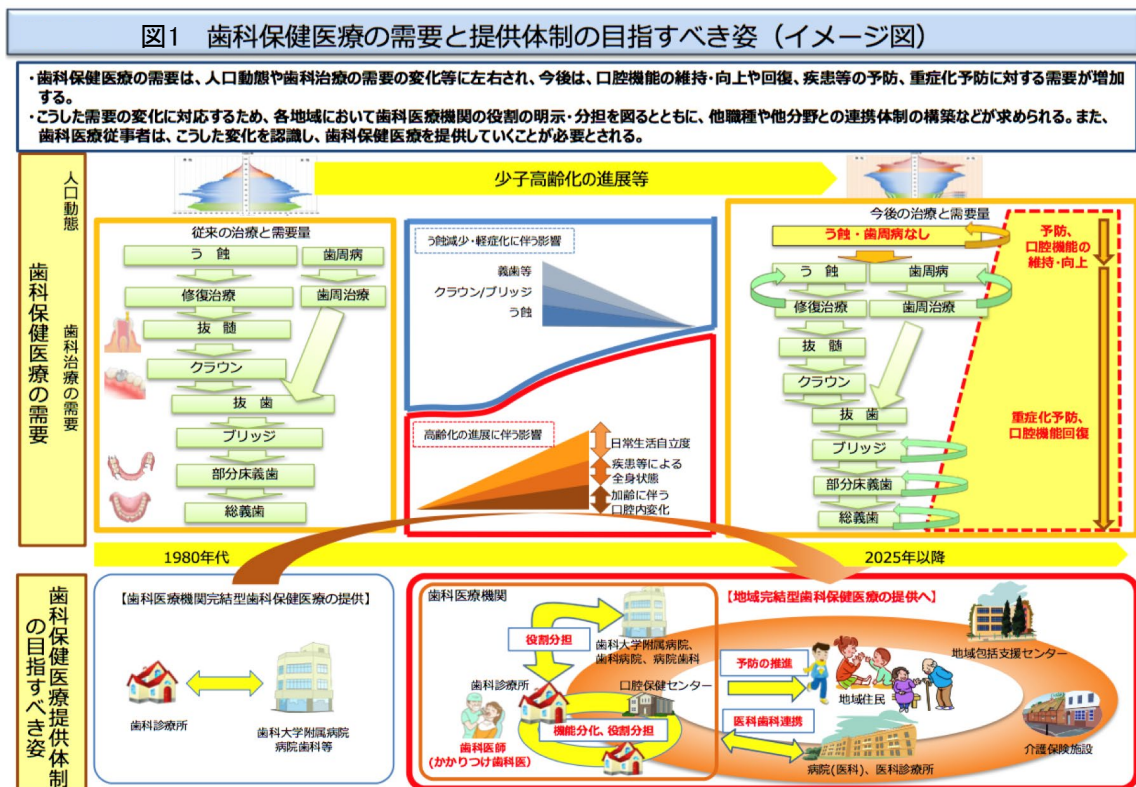 図1 歯科保健医療の需要と提供体制の目指すべき姿（イメージ図）
・歯科保健医療の需要は、人口動態や歯科治療の需要の変化等に左右され、今後は、口腔機能の維持・向上や回復、疾患等の予防、重症化予防に対する需要が増加
する。
・こうした需要の変化に対応するため、各地域において歯科医療機関の役割の明示・分担を図るとともに、他職種や他分野との連携体制の構築などが求められる。また、
歯科医療従事者は、こうした変化を認識し、歯科保健医療を提供していくことが必要とされる。
歯科保健医療の需要
人口動態
歯科治療の需要
少子高齢化の進展等
従来の治療と需要量
う 蝕
歯周病
修復治療
歯周治療
抜 髄
クラウン
抜 歯
ブリッジ
部分床義歯
総義歯
う蝕減少・軽症化に伴う影響
義歯等
クラウン/ブリッジ
う蝕
高齢化の進展に伴う影響
日常生活自立度
疾患等による
全身状態
加齢に伴う
口腔内変化
今後の治療と需要量
う蝕・歯周病なし
う 蝕
歯周病
修復治療
歯周治療
抜 髄
クラウン
抜 歯
ブリッジ
部分床義歯
総義歯
予防、
口腔機能の
維持・向上
重症化予防、
口腔機能回復
1980年代
2025年以降
歯科保健医療提供体制
の目指すべき姿
【歯科医療機関完結型歯科保健医療の提供】
歯科診療所
歯科大学附属病院
病院歯科等
歯科医療機関
【地域完結型歯科保健医療の提供へ】
役割分担
歯科大学附属病院、
歯科病院、病院歯科
歯科診療所
口腔保健センター
機能分化、役割分担
歯科医師
(かかりつけ歯科医)
予防の推進
地域住民
医科歯科連携
病院(医科)、医科診療所
地域包括支援センター
介護保険施設